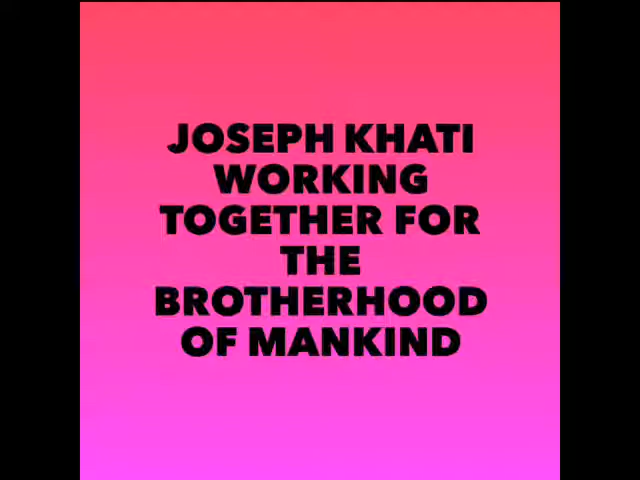 JOSEPH KHATI
WORKING
TOGETHER FOR
THE
BROTHERHOOD
OF MANKIND